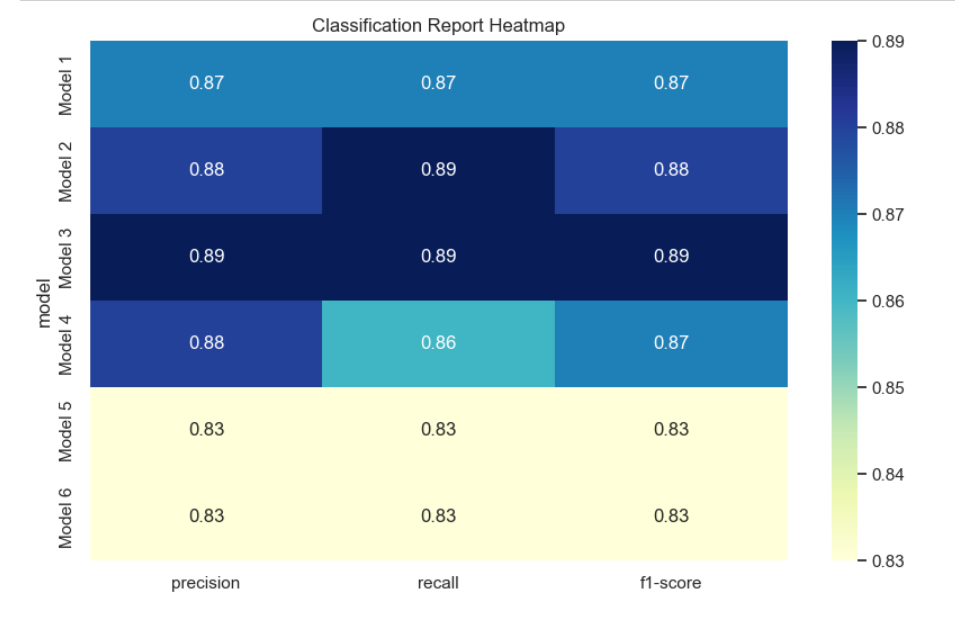 Classification Report Heatmap
model
Model 1 0.87 0.87 0.87
Model 2 0.88 0.89 0.88
Model 3 0.89 0.89 0.89
Model 4 0.88 0.86 0.87
Model 5 0.83 0.83 0.83
Model 6 0.83 0.83 0.83
precision recall f1-score
0.89
0.88
0.87
0.86
0.85
0.84
0.83